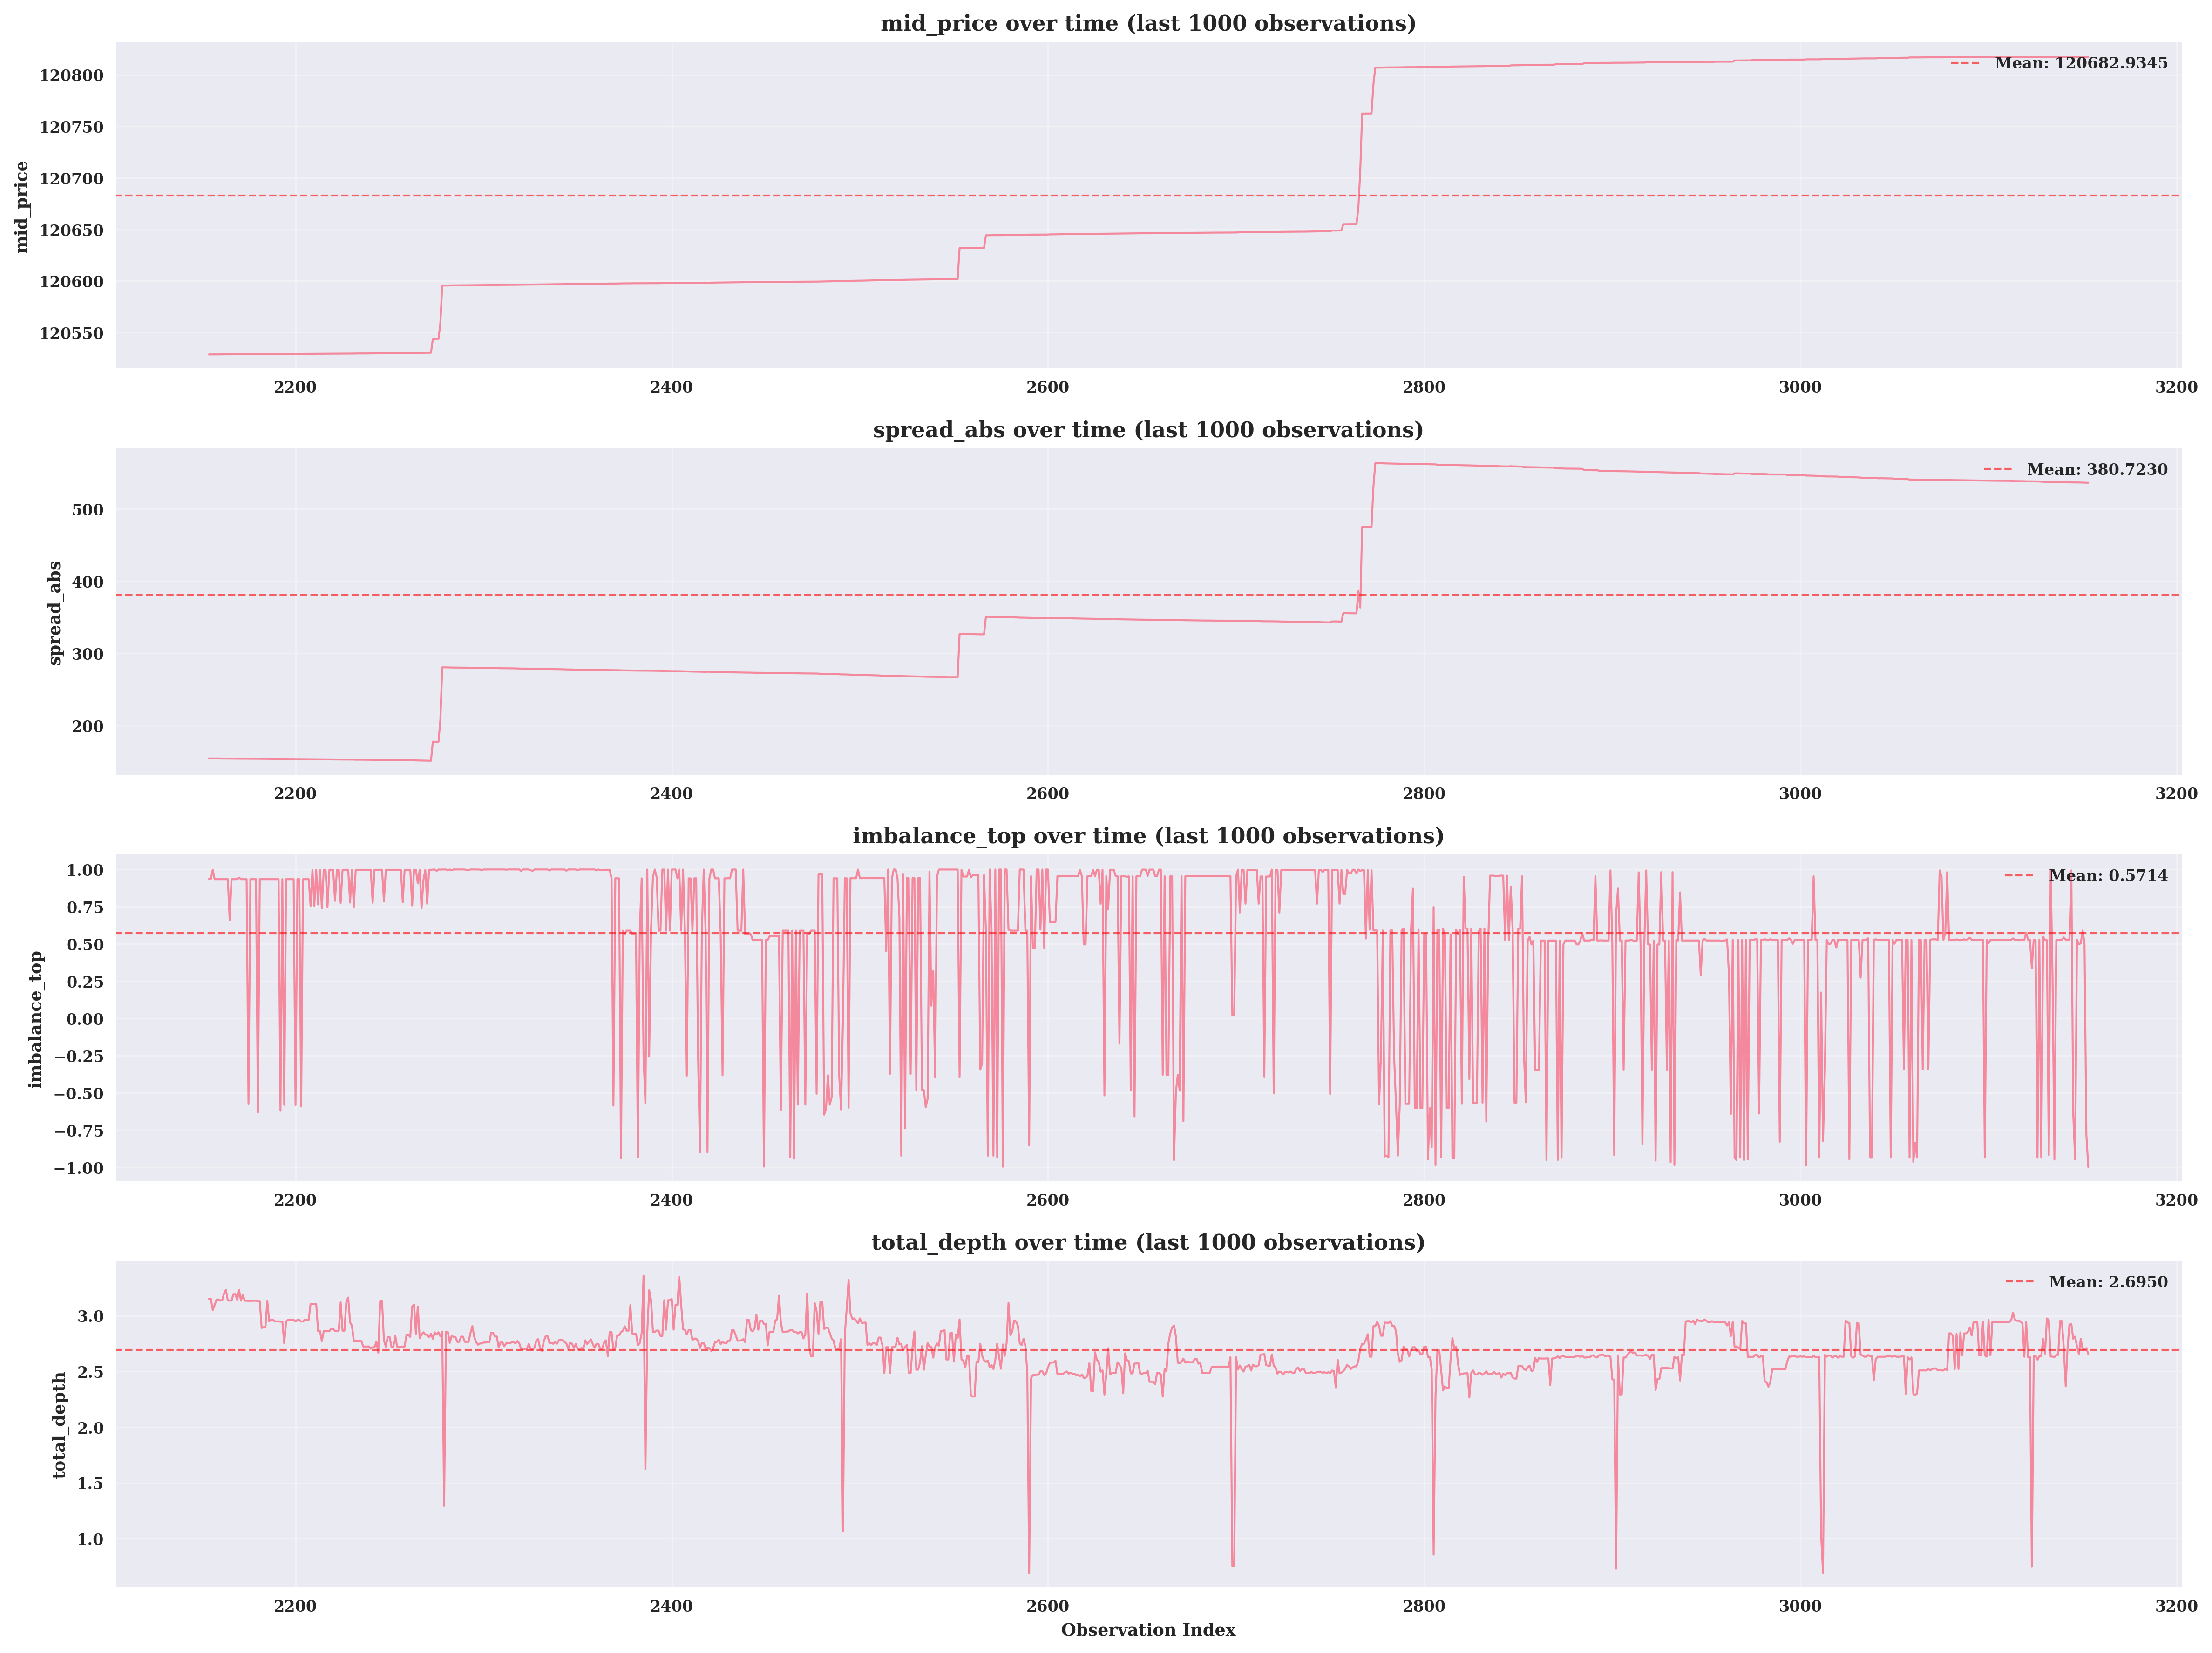 mid_price over time (last 1000 observations)
Mean: 120682.9345
mid_price
120800
120750
120700
120650
120600
120550
2200 2400 2600 2800 3000 3200
spread_abs over time (last 1000 observations)
Mean: 380.7230
spread_abs
500
400
300
200
2200 2400 2600 2800 3000 3200
imbalance_top over time (last 1000 observations)
Mean: 0.5714
imbalance_top
1.00
0.75
0.50
0.25
0.00
−0.25
−0.50
−0.75
−1.00
2200 2400 2600 2800 3000 3200
total_depth over time (last 1000 observations)
Mean: 2.6950
total_depth
3.0
2.5
2.0
1.5
1.0
2200 2400 2600 2800 3000 3200
Observation Index